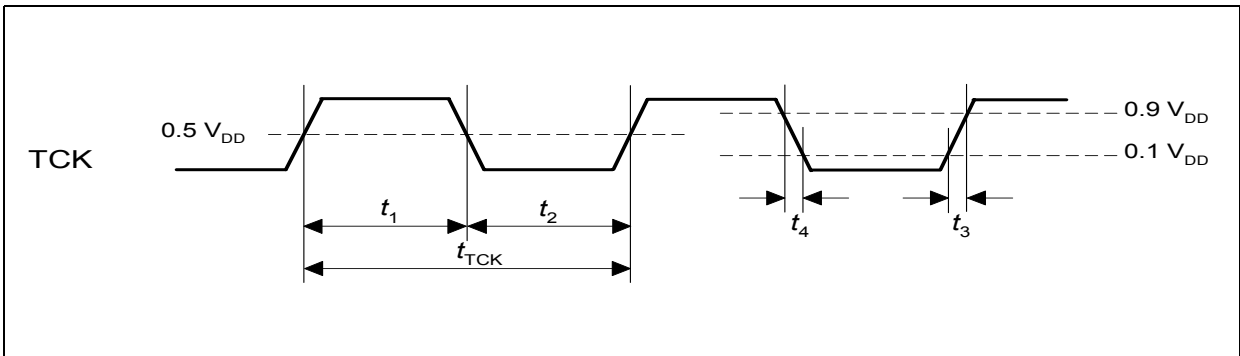 0.9 V_DD
0.5 V_DD
TCK
0.1 V_DD
t_1
t_2
t_4
t_3
t_TCK